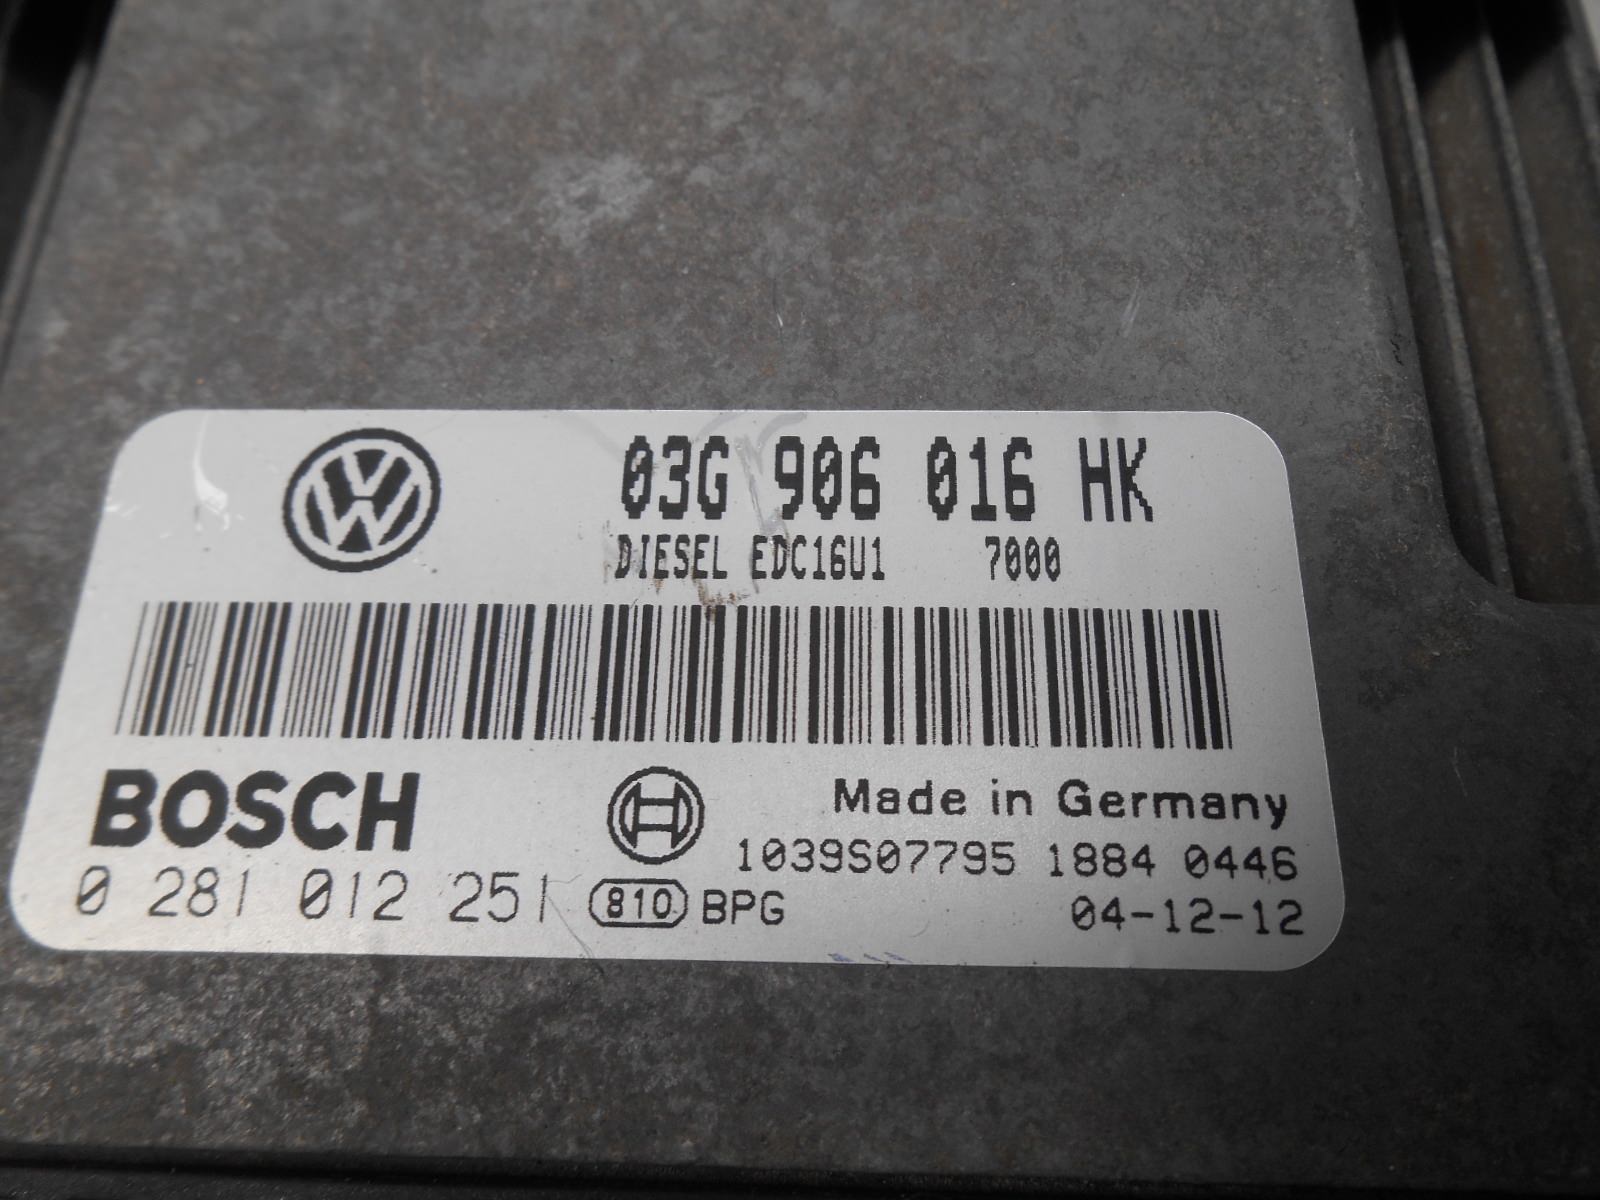 03G 906 016 HK
DIESEL EDC16U1 7000
BOSCH
Made in Germany
1039S07795 1884 0446
0 281 012 251 810 BPG 04-12-12